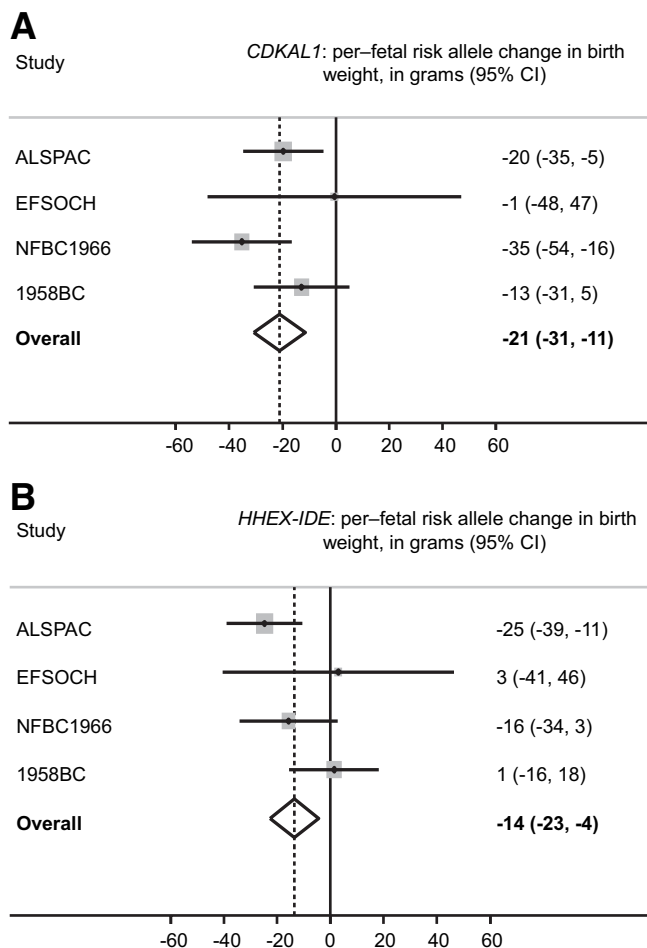 A
Study
CDKAL1: per–fetal risk allele change in birth
weight, in grams (95% CI)
ALSPAC -20 (-35, -5)
EFSOCH -1 (-48, 47)
NFBC1966 -35 (-54, -16)
1958BC -13 (-31, 5)
Overall -21 (-31, -11)
-60 -40 -20 0 20 40 60
B
Study
HHEX-IDE: per–fetal risk allele change in birth
weight, in grams (95% CI)
ALSPAC -25 (-39, -11)
EFSOCH 3 (-41, 46)
NFBC1966 -16 (-34, 3)
1958BC 1 (-16, 18)
Overall -14 (-23, -4)
-60 -40 -20 0 20 40 60